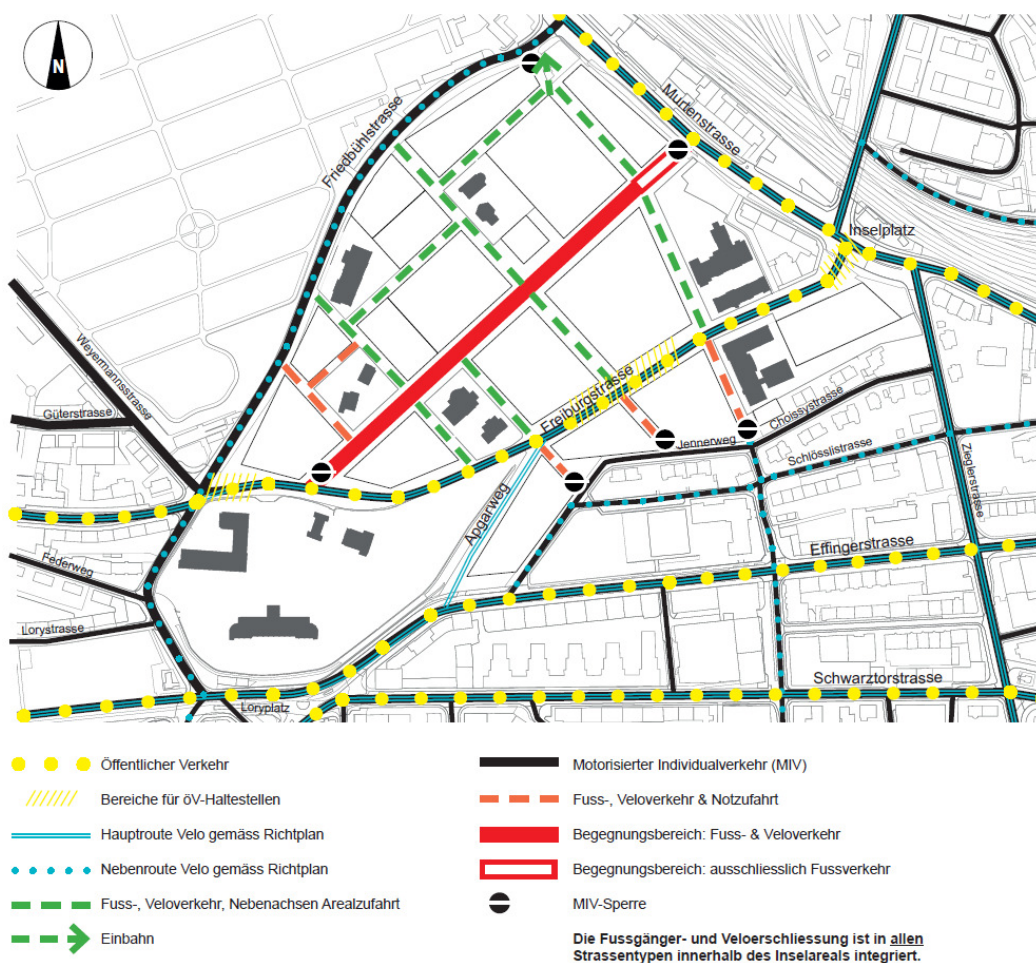 N
Murtenstrasse
Friedbühlstrasse
Inselplatz
Weyermannsstrasse
Güterstrasse
Freiburgstrasse
Choissystrasse
Jennerweg
Schlösslistrasse
Zieglerstrasse
Apgarweg
Effingerstrasse
Federweg
Lorystrasse
Schwarztorstrasse
Loryplatz
Öffentlicher Verkehr
Bereiche für öV-Haltestellen
Hauptroute Velo gemäss Richtplan
Nebenroute Velo gemäss Richtplan
Fuss-, Veloverkehr, Nebenachsen Arealzufahrt
Einbahn
Motorisierter Individualverkehr (MIV)
Fuss-, Veloverkehr & Notzufahrt
Begegnungsbereich: Fuss- & Veloverkehr
Begegnungsbereich: ausschliesslich Fussverkehr
MIV-Sperre
Die Fussgänger- und Veloerschliessung ist in allen
Strassentypen innerhalb des Inselareals integriert.